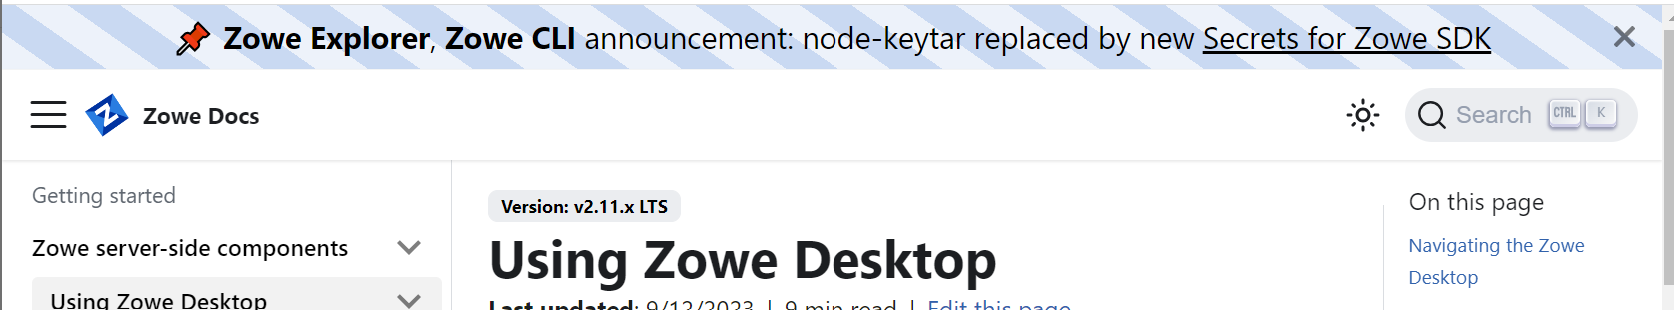 Zowe Explorer, Zowe CLI announcement: node-keytar replaced by new Secrets for Zowe SDK
Zowe Docs
Search CTRL K
Getting started
Zowe server-side components
Using Zowe Desktop
Version: v2.11.x LTS
Using Zowe Desktop
Last updated: 9/12/2023 | 9 min read | Edit this page
On this page
Navigating the Zowe
Desktop